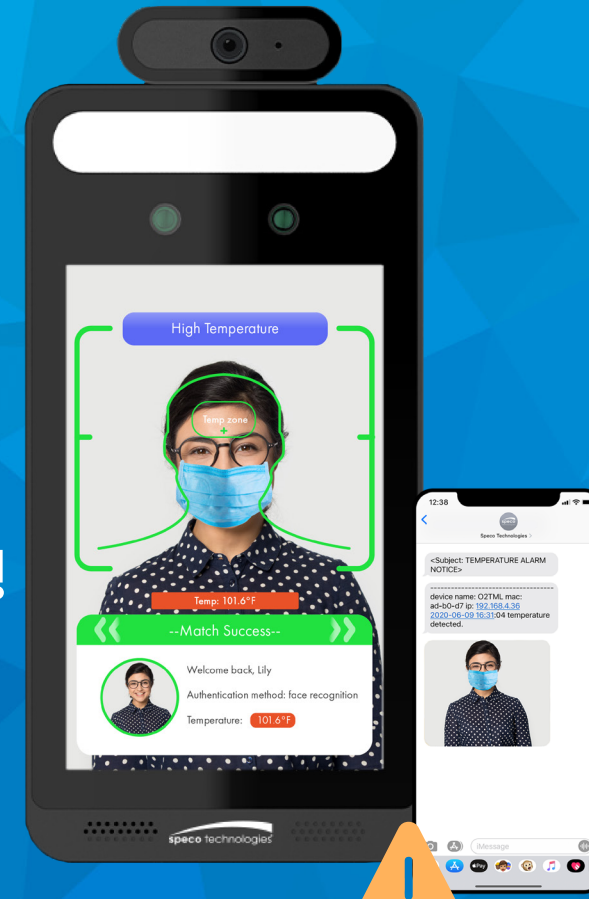 High Temperature
Temp zone
+
!
Temp: 101.6°F
--Match Success--
Welcome back, Lily
Authentication method: face recognition
Temperature: 101.6°F
speco technologies
12:38
speco
Speco Technologies >
<Subject: TEMPERATURE ALARM
NOTICE>
----------------------------------------
device name: O2TML mac:
ad-b0-d7 ip: 192.168.4.36
2020-06-09 16:31:04 temperature
detected.
iMessage
Pay